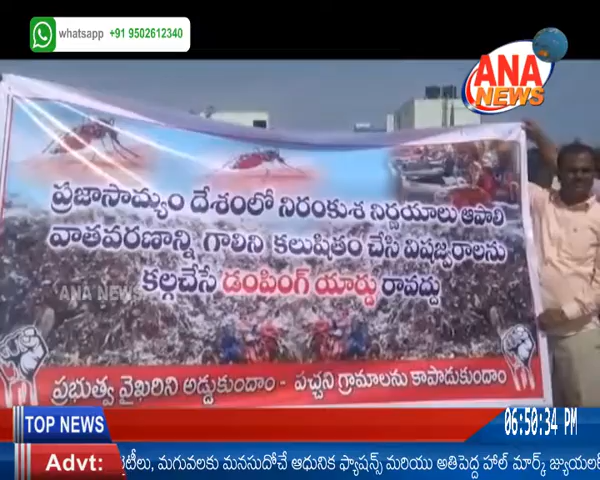 whatsapp +91 9502612340
ANA
NEWS
ప్రజాసామ్యం దేశంలో నిరంకుశ నిర్ణయాలు ఆపాలి
వాతవరణాన్ని గాలిని కలుషితం చేసి విషజ్వరాలను
కల్గచేసే డంపింగ్ యార్డు రావద్దు
ANA NEWS
ప్రభుత్వ వైఖరిని అడ్డుకుందాం - పచ్చని గ్రామాలను కాపాడుకుందాం
TOP NEWS
06:50:34 PM
Advt:
మగువలకు మనసుదోచే ఆధునిక ఫ్యాషన్స్ మరియు అతిపెద్ద హాల్ మార్క్